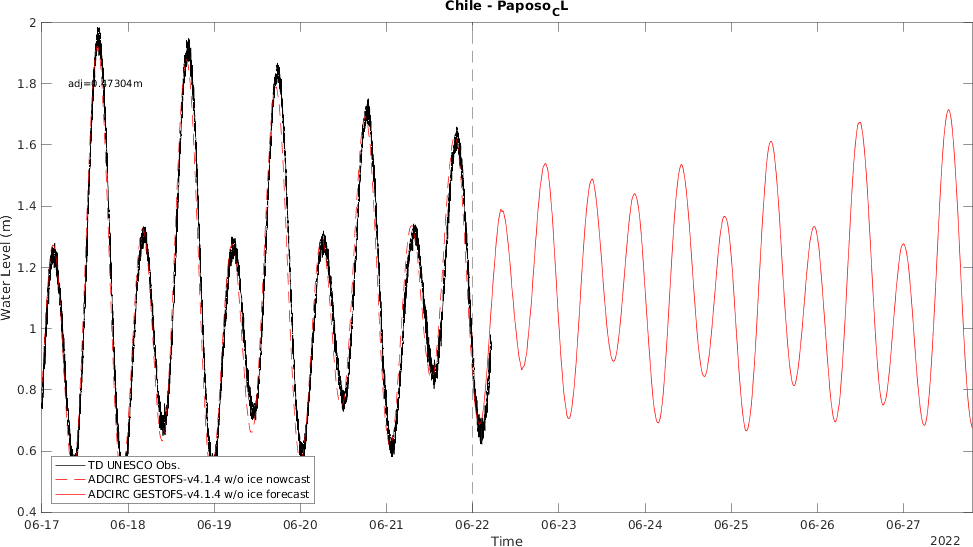 Chile - Paposo_CL
2
1.8
1.6
1.4
1.2
1
0.8
0.6
0.4
Water Level (m)
adj=0.47304m
TD UNESCO Obs.
ADCIRC GESTOFS-v4.1.4 w/o ice nowcast
ADCIRC GESTOFS-v4.1.4 w/o ice forecast
06-17 06-18 06-19 06-20 06-21 06-22 06-23 06-24 06-25 06-26 06-27
Time
2022